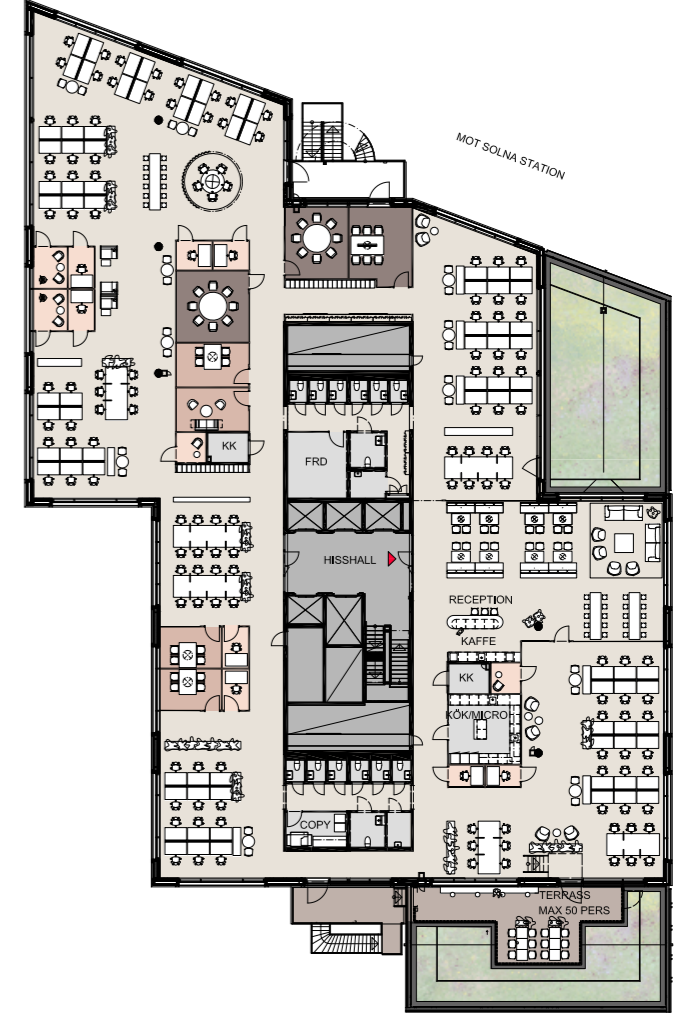 MOT SOLNA STATION
KK
FRD
HISSHALL
RECEPTION
KAFFE
KK
KÖK/MICRO
COPY
TERRASS
MAX 50 PERS